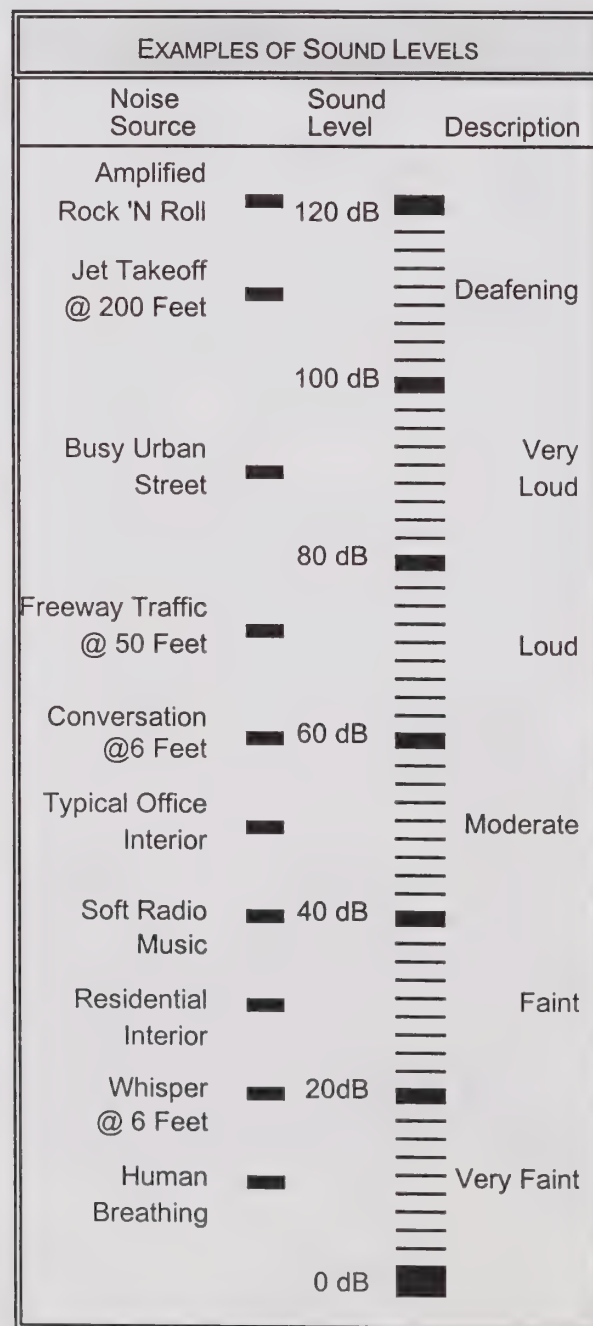 EXAMPLES OF SOUND LEVELS
Noise Source Sound Level Description
Amplified
Rock 'N Roll 120 dB
Jet Takeoff
@ 200 Feet Deafening
100 dB
Busy Urban Very
Street Loud
80 dB
Freeway Traffic
@ 50 Feet Loud
Conversation
@6 Feet 60 dB
Typical Office
Interior Moderate
Soft Radio 40 dB
Music
Residential Faint
Interior
Whisper 20dB
@ 6 Feet
Human Very Faint
Breathing
0 dB